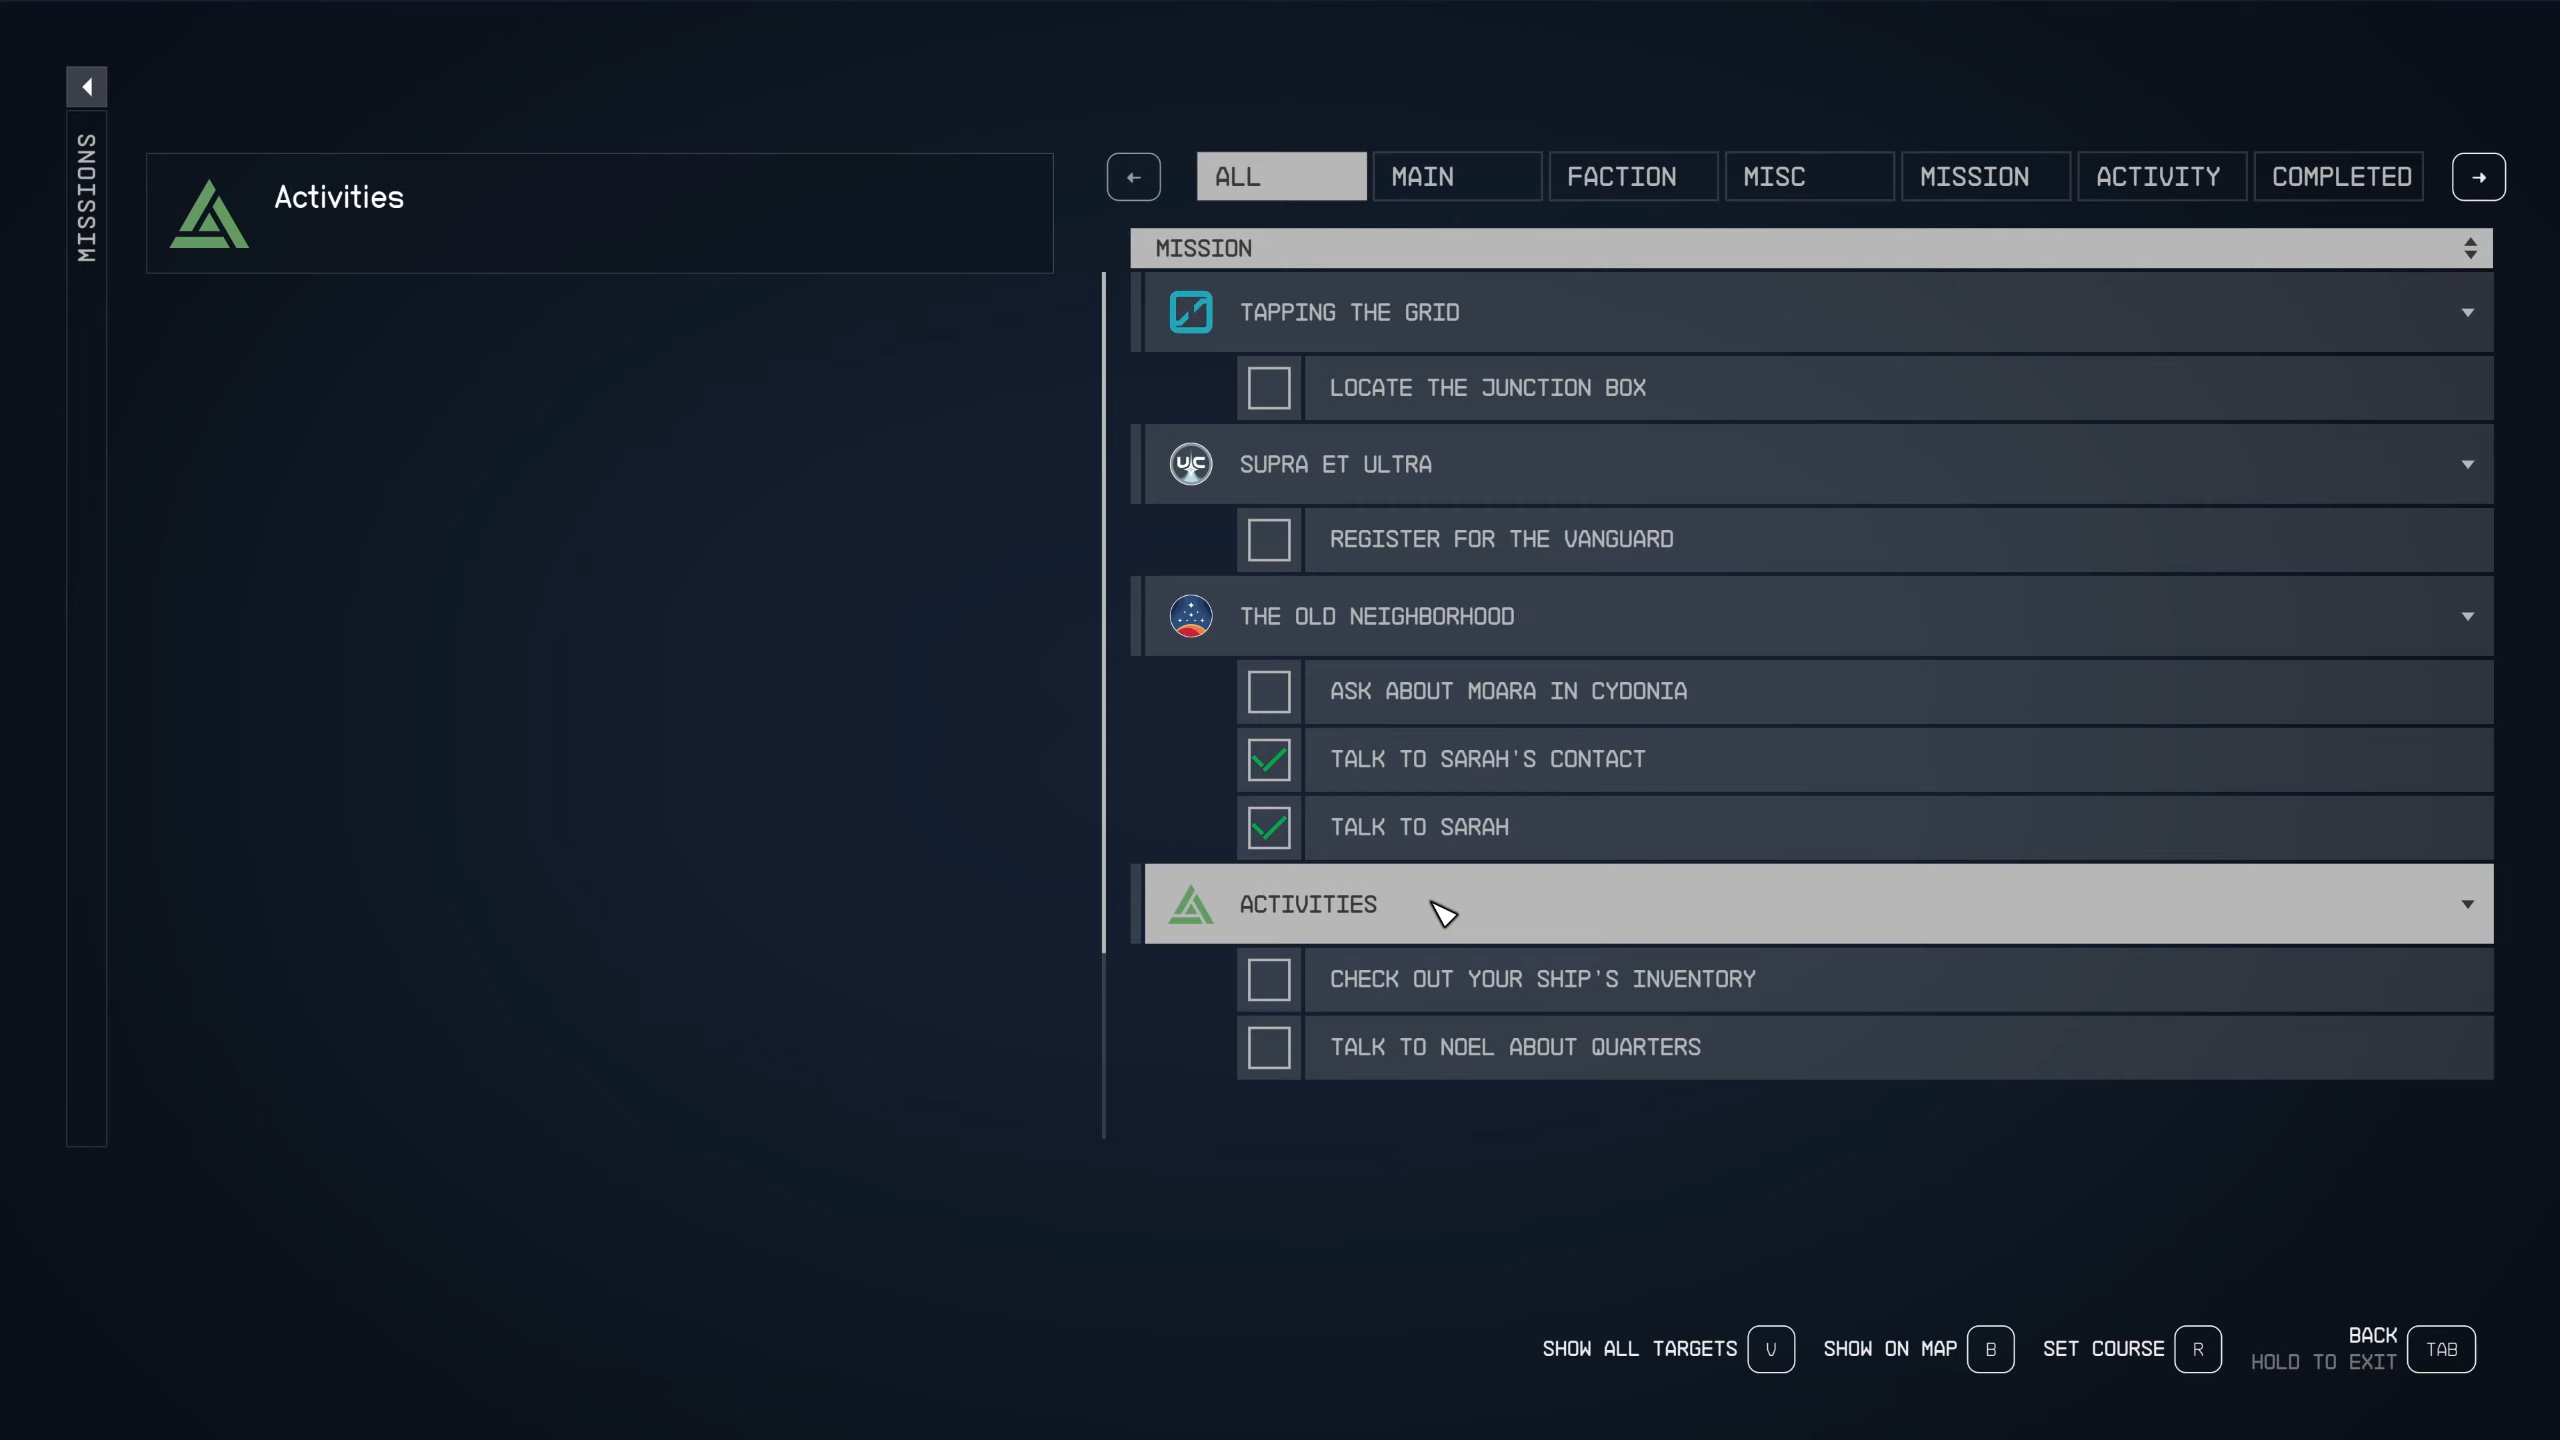 MISSIONS
Activities
ALL
MAIN
FACTION
MISC
MISSION
ACTIVITY
COMPLETED
MISSION
TAPPING THE GRID
LOCATE THE JUNCTION BOX
UC
SUPRA ET ULTRA
REGISTER FOR THE VANGUARD
THE OLD NEIGHBORHOOD
ASK ABOUT MOARA IN CYDONIA
TALK TO SARAH'S CONTACT
TALK TO SARAH
ACTIVITIES
CHECK OUT YOUR SHIP'S INVENTORY
TALK TO NOEL ABOUT QUARTERS
SHOW ALL TARGETS V
SHOW ON MAP B
SET COURSE R
BACK
HOLD TO EXIT
TAB